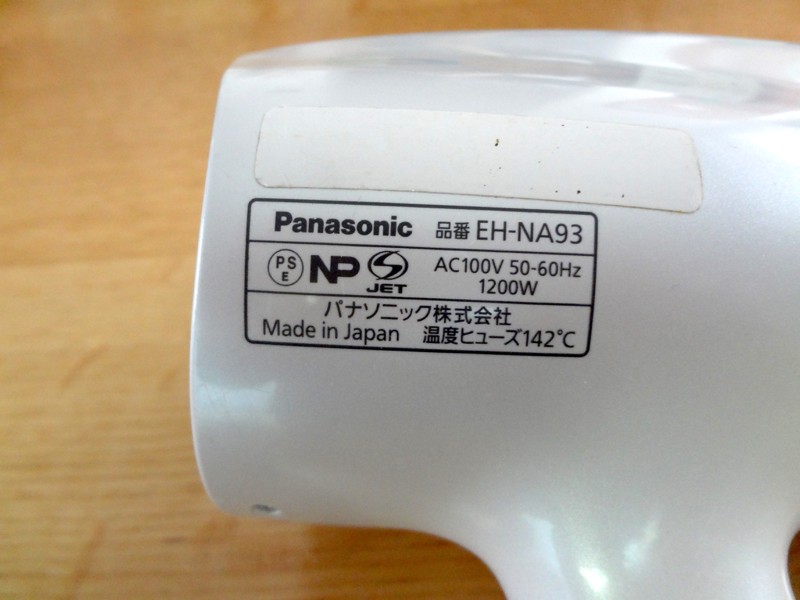 Panasonic 品番 EH-NA93
PS E NP S JET AC100V 50-60Hz
1200W
パナソニック株式会社
Made in Japan 温度ヒューズ142°C